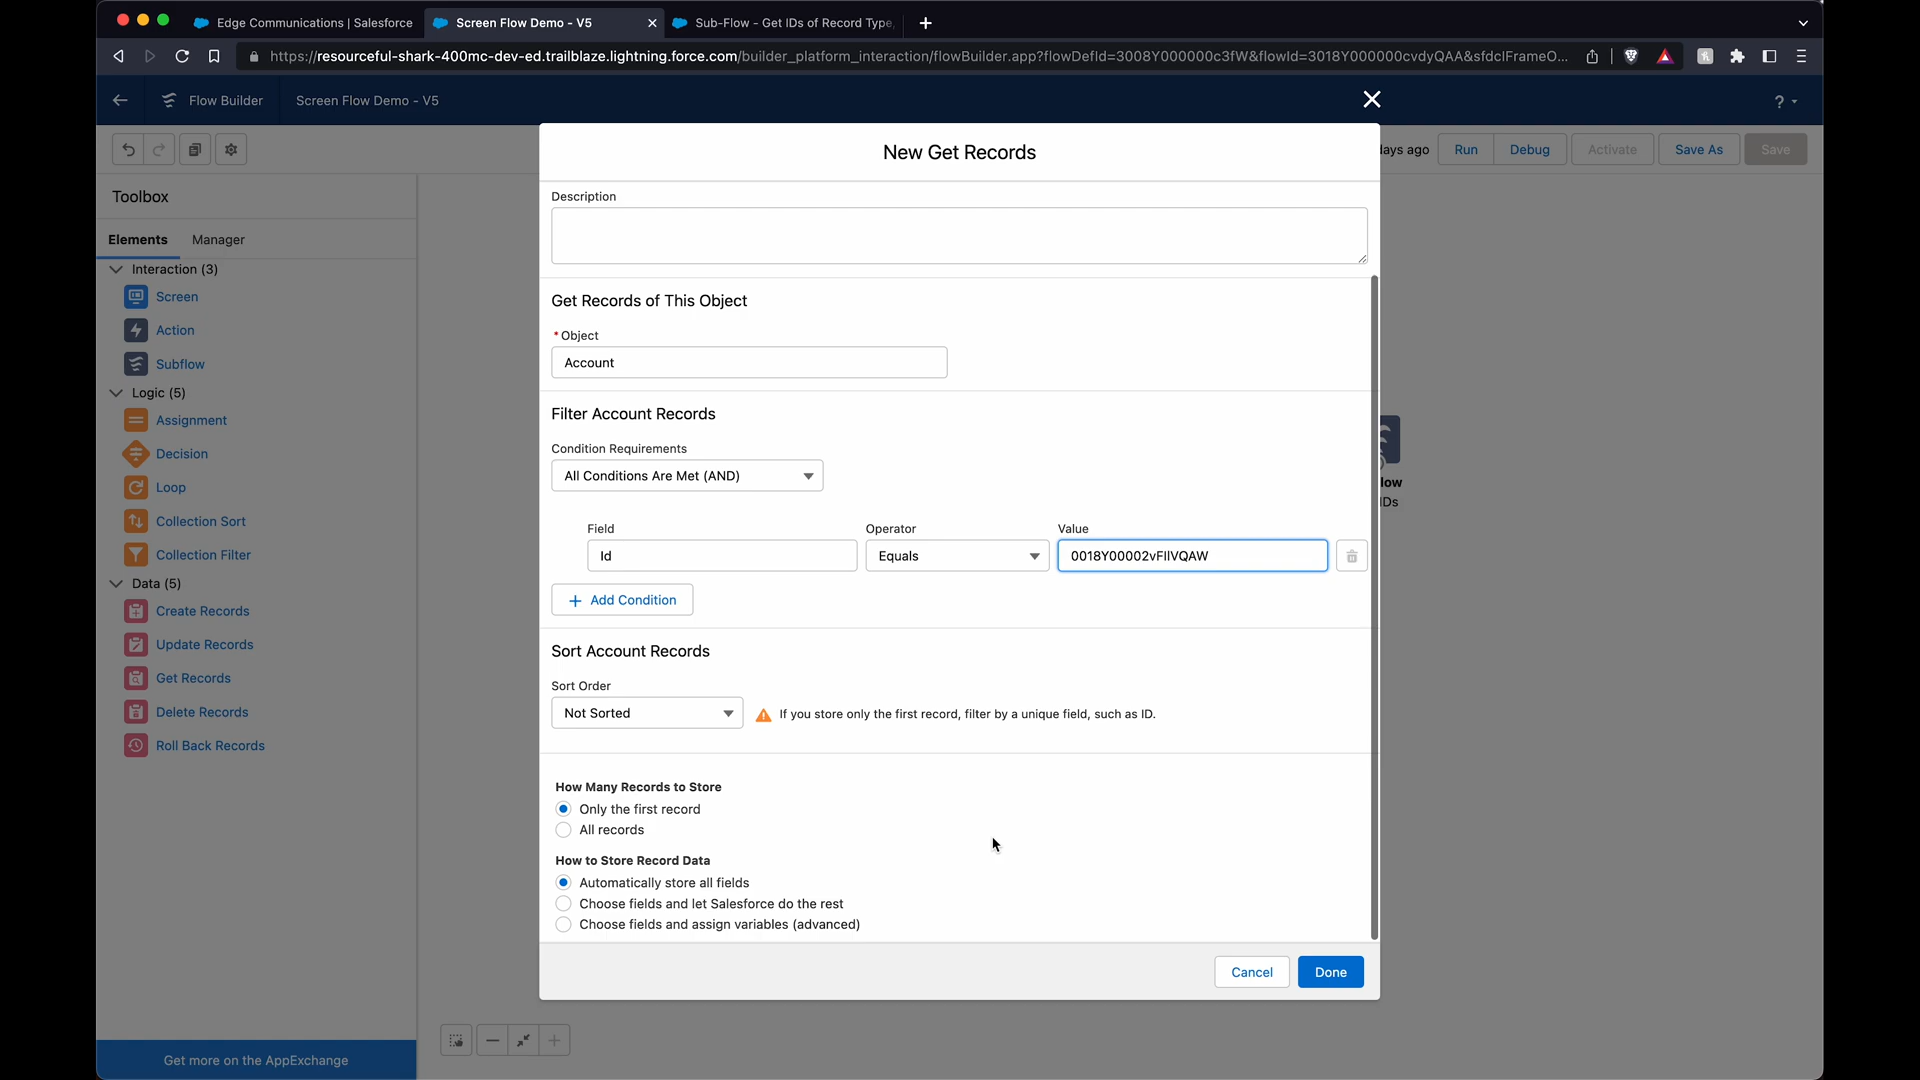 Edge Communications | Salesforce
Screen Flow Demo - V5
Sub-Flow - Get IDs of Record Type,
https://resourceful-shark-400mc-dev-ed.trailblaze.lightning.force.com/builder_platform_interaction/flowBuilder.app?flowDefId=3008Y000000c3fW&flowId=3018Y000000cvdyQAA&sfdcIFrameO...
Flow Builder
Screen Flow Demo - V5
?
days ago
Run
Debug
Activate
Save As
Save
Toolbox
Elements
Manager
Interaction (3)
Screen
Action
Subflow
Logic (5)
Assignment
Decision
Loop
Collection Sort
Collection Filter
Data (5)
Create Records
Update Records
Get Records
Delete Records
Roll Back Records
Get more on the AppExchange
New Get Records
Description
Get Records of This Object
* Object
Account
Filter Account Records
Condition Requirements
All Conditions Are Met (AND)
Field
Operator
Value
Id
Equals
0018Y00002vFIIVQAW
+ Add Condition
Sort Account Records
Sort Order
Not Sorted
If you store only the first record, filter by a unique field, such as ID.
How Many Records to Store
Only the first record
All records
How to Store Record Data
Automatically store all fields
Choose fields and let Salesforce do the rest
Choose fields and assign variables (advanced)
Cancel
Done
low
IDs